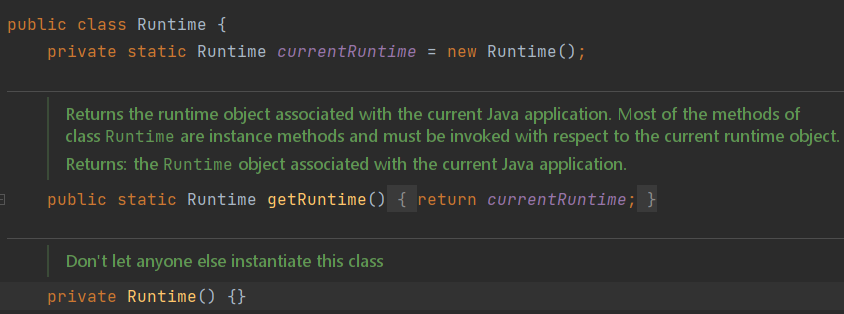 public class Runtime {
private static Runtime currentRuntime = new Runtime();
Returns the runtime object associated with the current Java application. Most of the methods of
class Runtime are instance methods and must be invoked with respect to the current runtime object.
Returns: the Runtime object associated with the current Java application.
public static Runtime getRuntime() { return currentRuntime; }
Don't let anyone else instantiate this class
private Runtime() {}